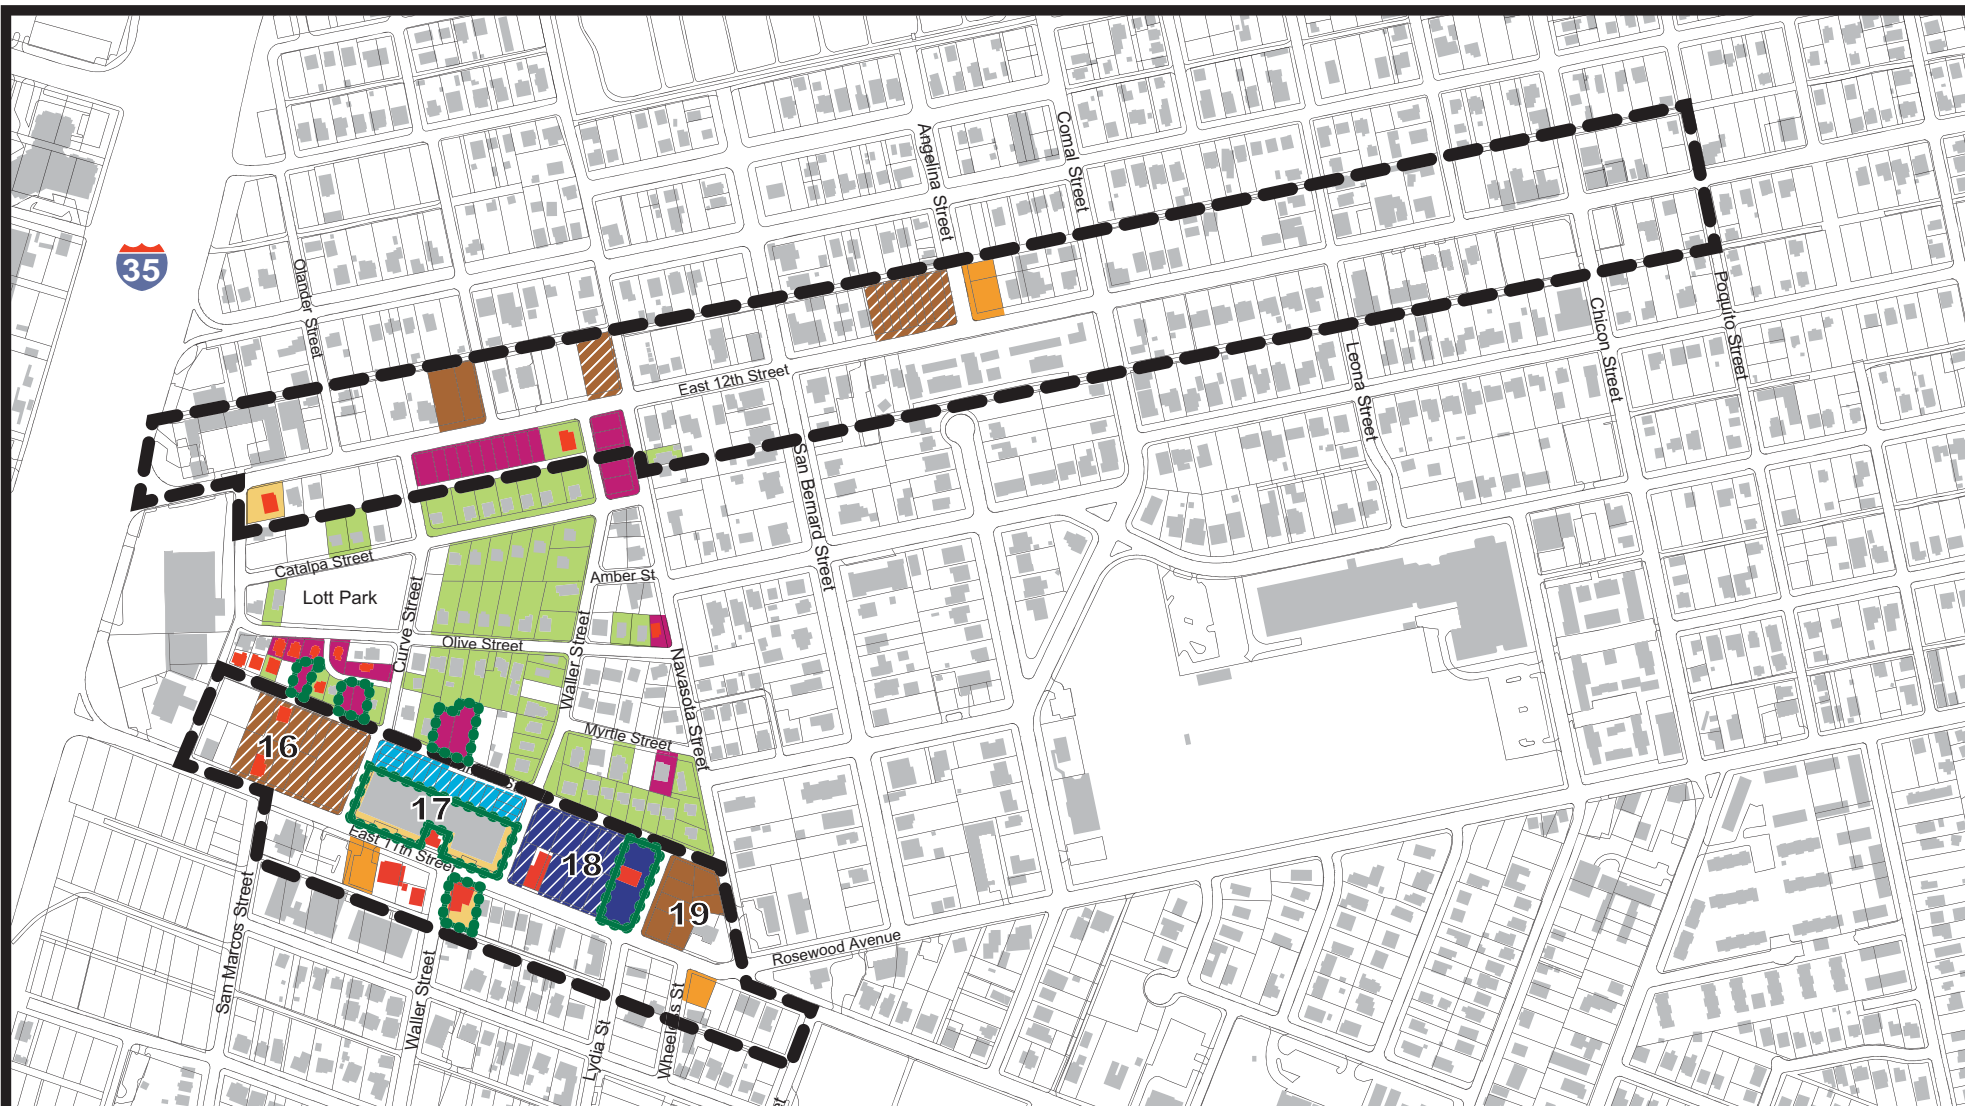 Comal Street
Angelina Street
35
Olander Street
Poquito Street
Chicon Street
Leona Street
East 12th Street
San Bernard Street
Catalpa Street
Amber St
Lott Park
Curve Street
Olive Street
Waller Street
Navasota Street
Myrtle Street
16
17
East 11th Street
18
19
San Marcos Street
Rosewood Avenue
Waller Street
Lydia St
Wheeless St